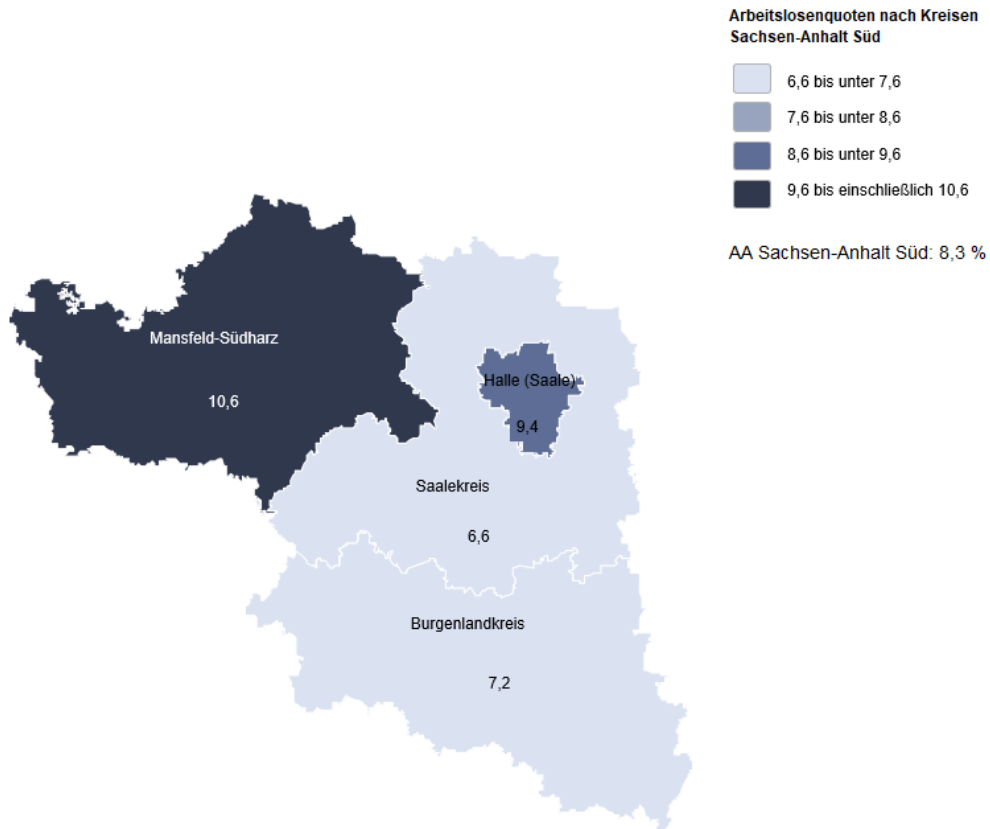 Arbeitslosenquoten nach Kreisen
Sachsen-Anhalt Süd
6,6 bis unter 7,6
7,6 bis unter 8,6
8,6 bis unter 9,6
9,6 bis einschließlich 10,6
AA Sachsen-Anhalt Süd: 8,3 %
Mansfeld-Südharz
10,6
Halle (Saale)
9,4
Saalekreis
6,6
Burgenlandkreis
7,2